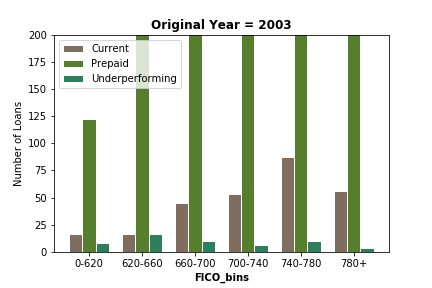 Original Year = 2003
Current
Prepaid
Underperforming
Number of Loans
200
175
150
125
100
75
50
25
0
0-620 620-660 660-700 700-740 740-780 780+
FICO_bins